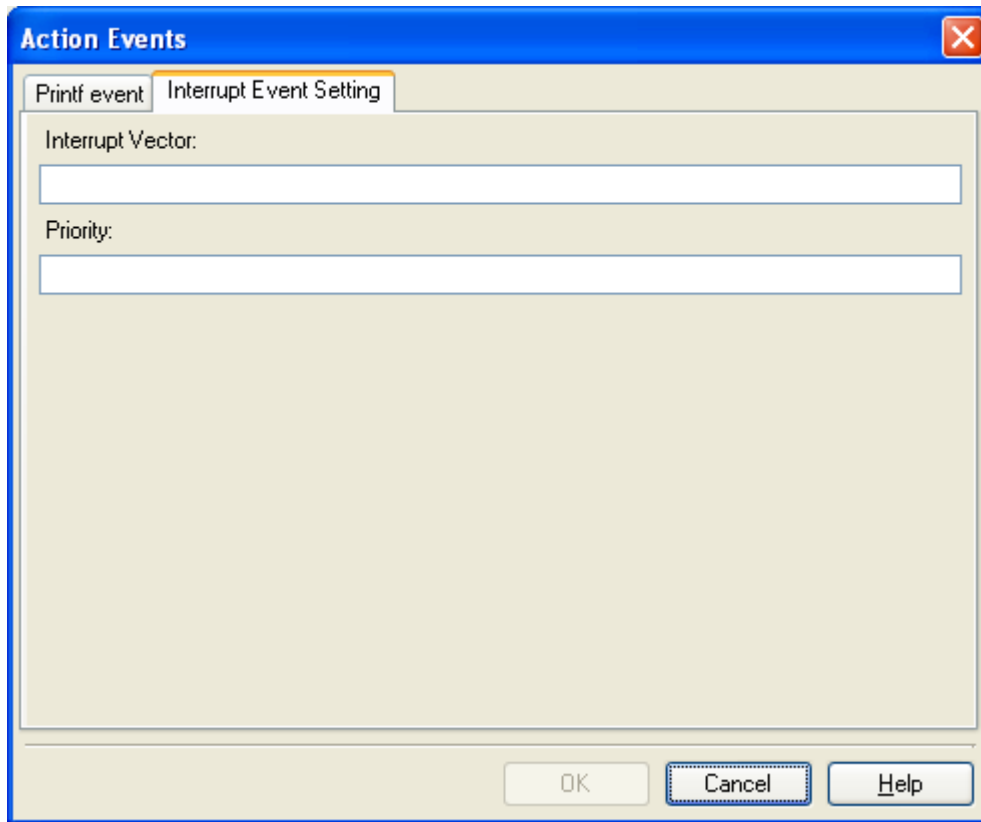 Action Events
Printf event Interrupt Event Setting
Interrupt Vector:
Priority:
OK Cancel Help